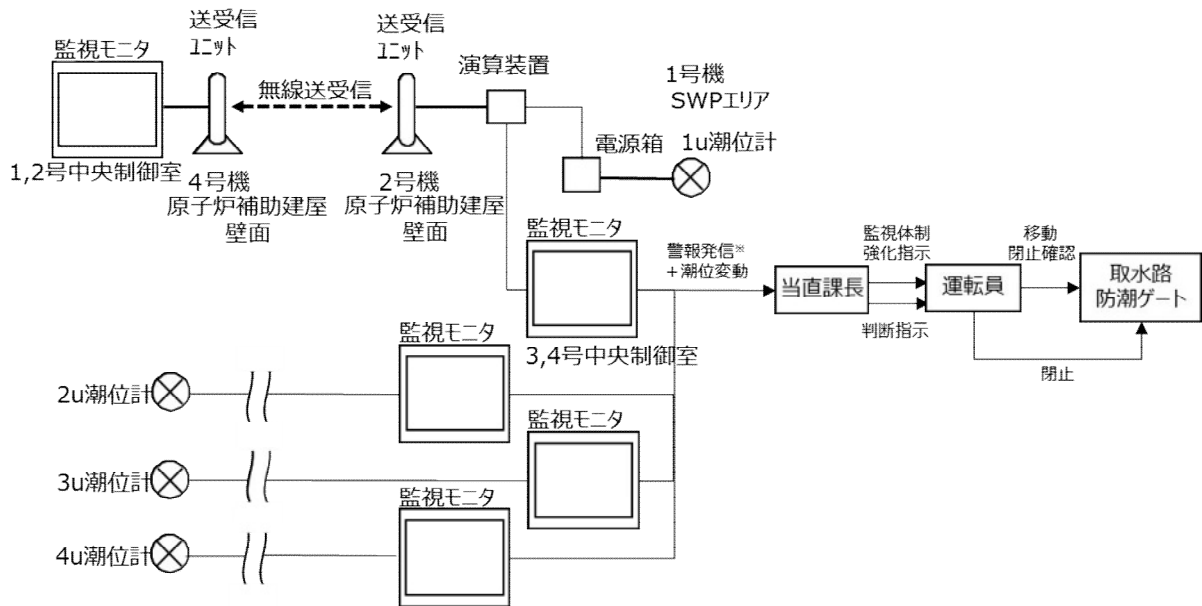 送受信
ユニット
監視モニタ
無線送受信
1,2号中央制御室
4号機
原子炉補助建屋
壁面
送受信
ユニット
2号機
原子炉補助建屋
壁面
演算装置
1号機
SWPエリア
電源箱
1u潮位計
監視モニタ
3,4号中央制御室
警報発信※
+潮位変動
当直課長
監視体制
強化指示
判断指示
運転員
移動
閉止確認
閉止
取水路
防潮ゲート
2u潮位計
監視モニタ
3u潮位計
監視モニタ
4u潮位計
監視モニタ